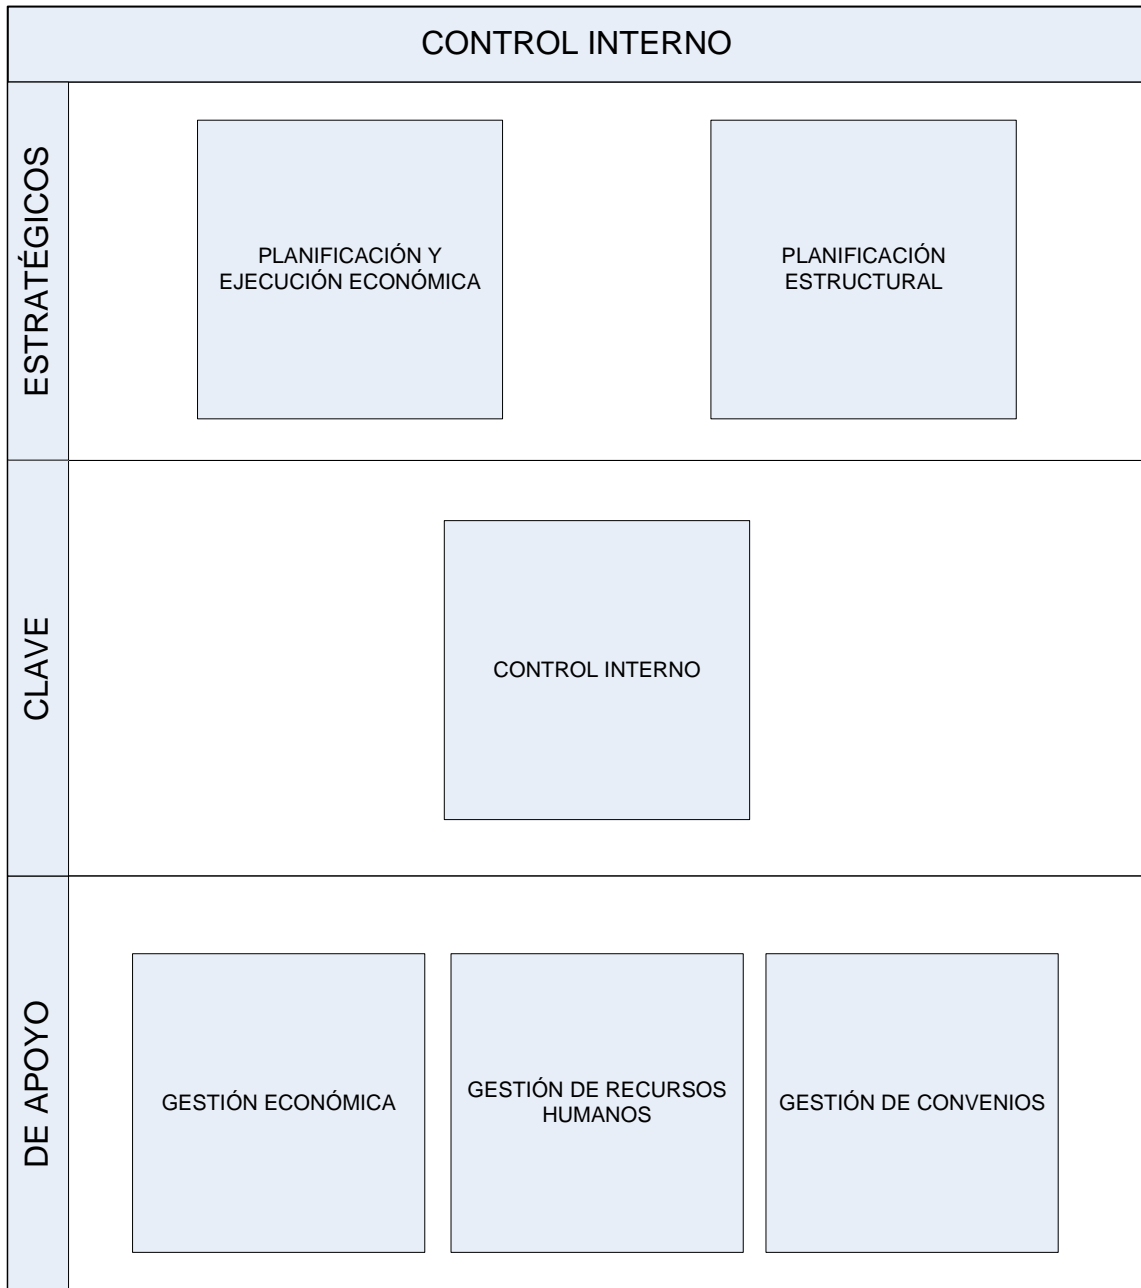 CONTROL INTERNO
ESTRATÉGICOS
PLANIFICACIÓN Y
EJECUCIÓN ECONÓMICA
PLANIFICACIÓN
ESTRUCTURAL
CLAVE
CONTROL INTERNO
DE APOYO
GESTIÓN ECONÓMICA
GESTIÓN DE RECURSOS
HUMANOS
GESTIÓN DE CONVENIOS